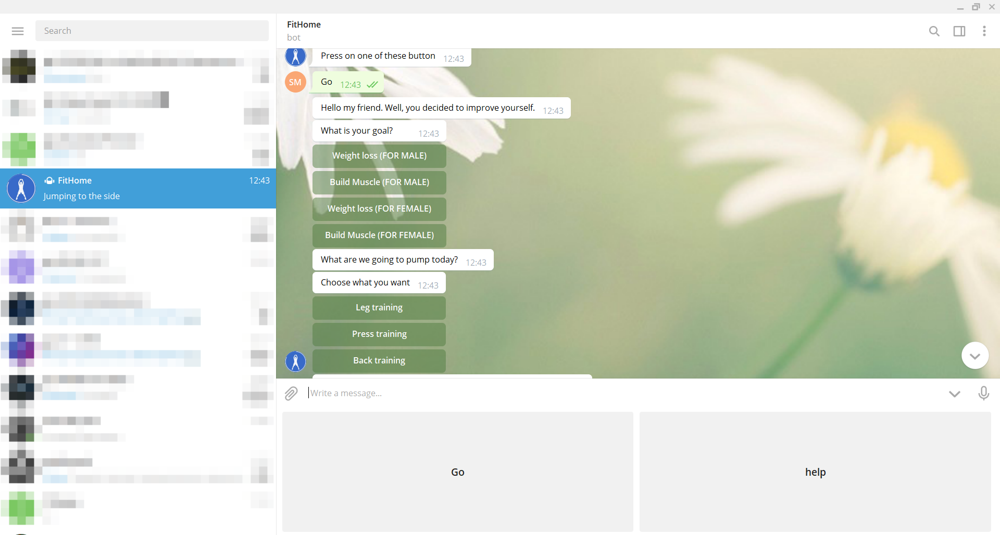 Search
FitHome
12:43
Jumping to the side
FitHome
bot
Press on one of these button 12:43
SM
Go 12:43
Hello my friend. Well, you decided to improve yourself. 12:43
What is your goal? 12:43
Weight loss (FOR MALE)
Build Muscle (FOR MALE)
Weight loss (FOR FEMALE)
Build Muscle (FOR FEMALE)
What are we going to pump today? 12:43
Choose what you want 12:43
Leg training
Press training
Back training
Write a message...
Go
help